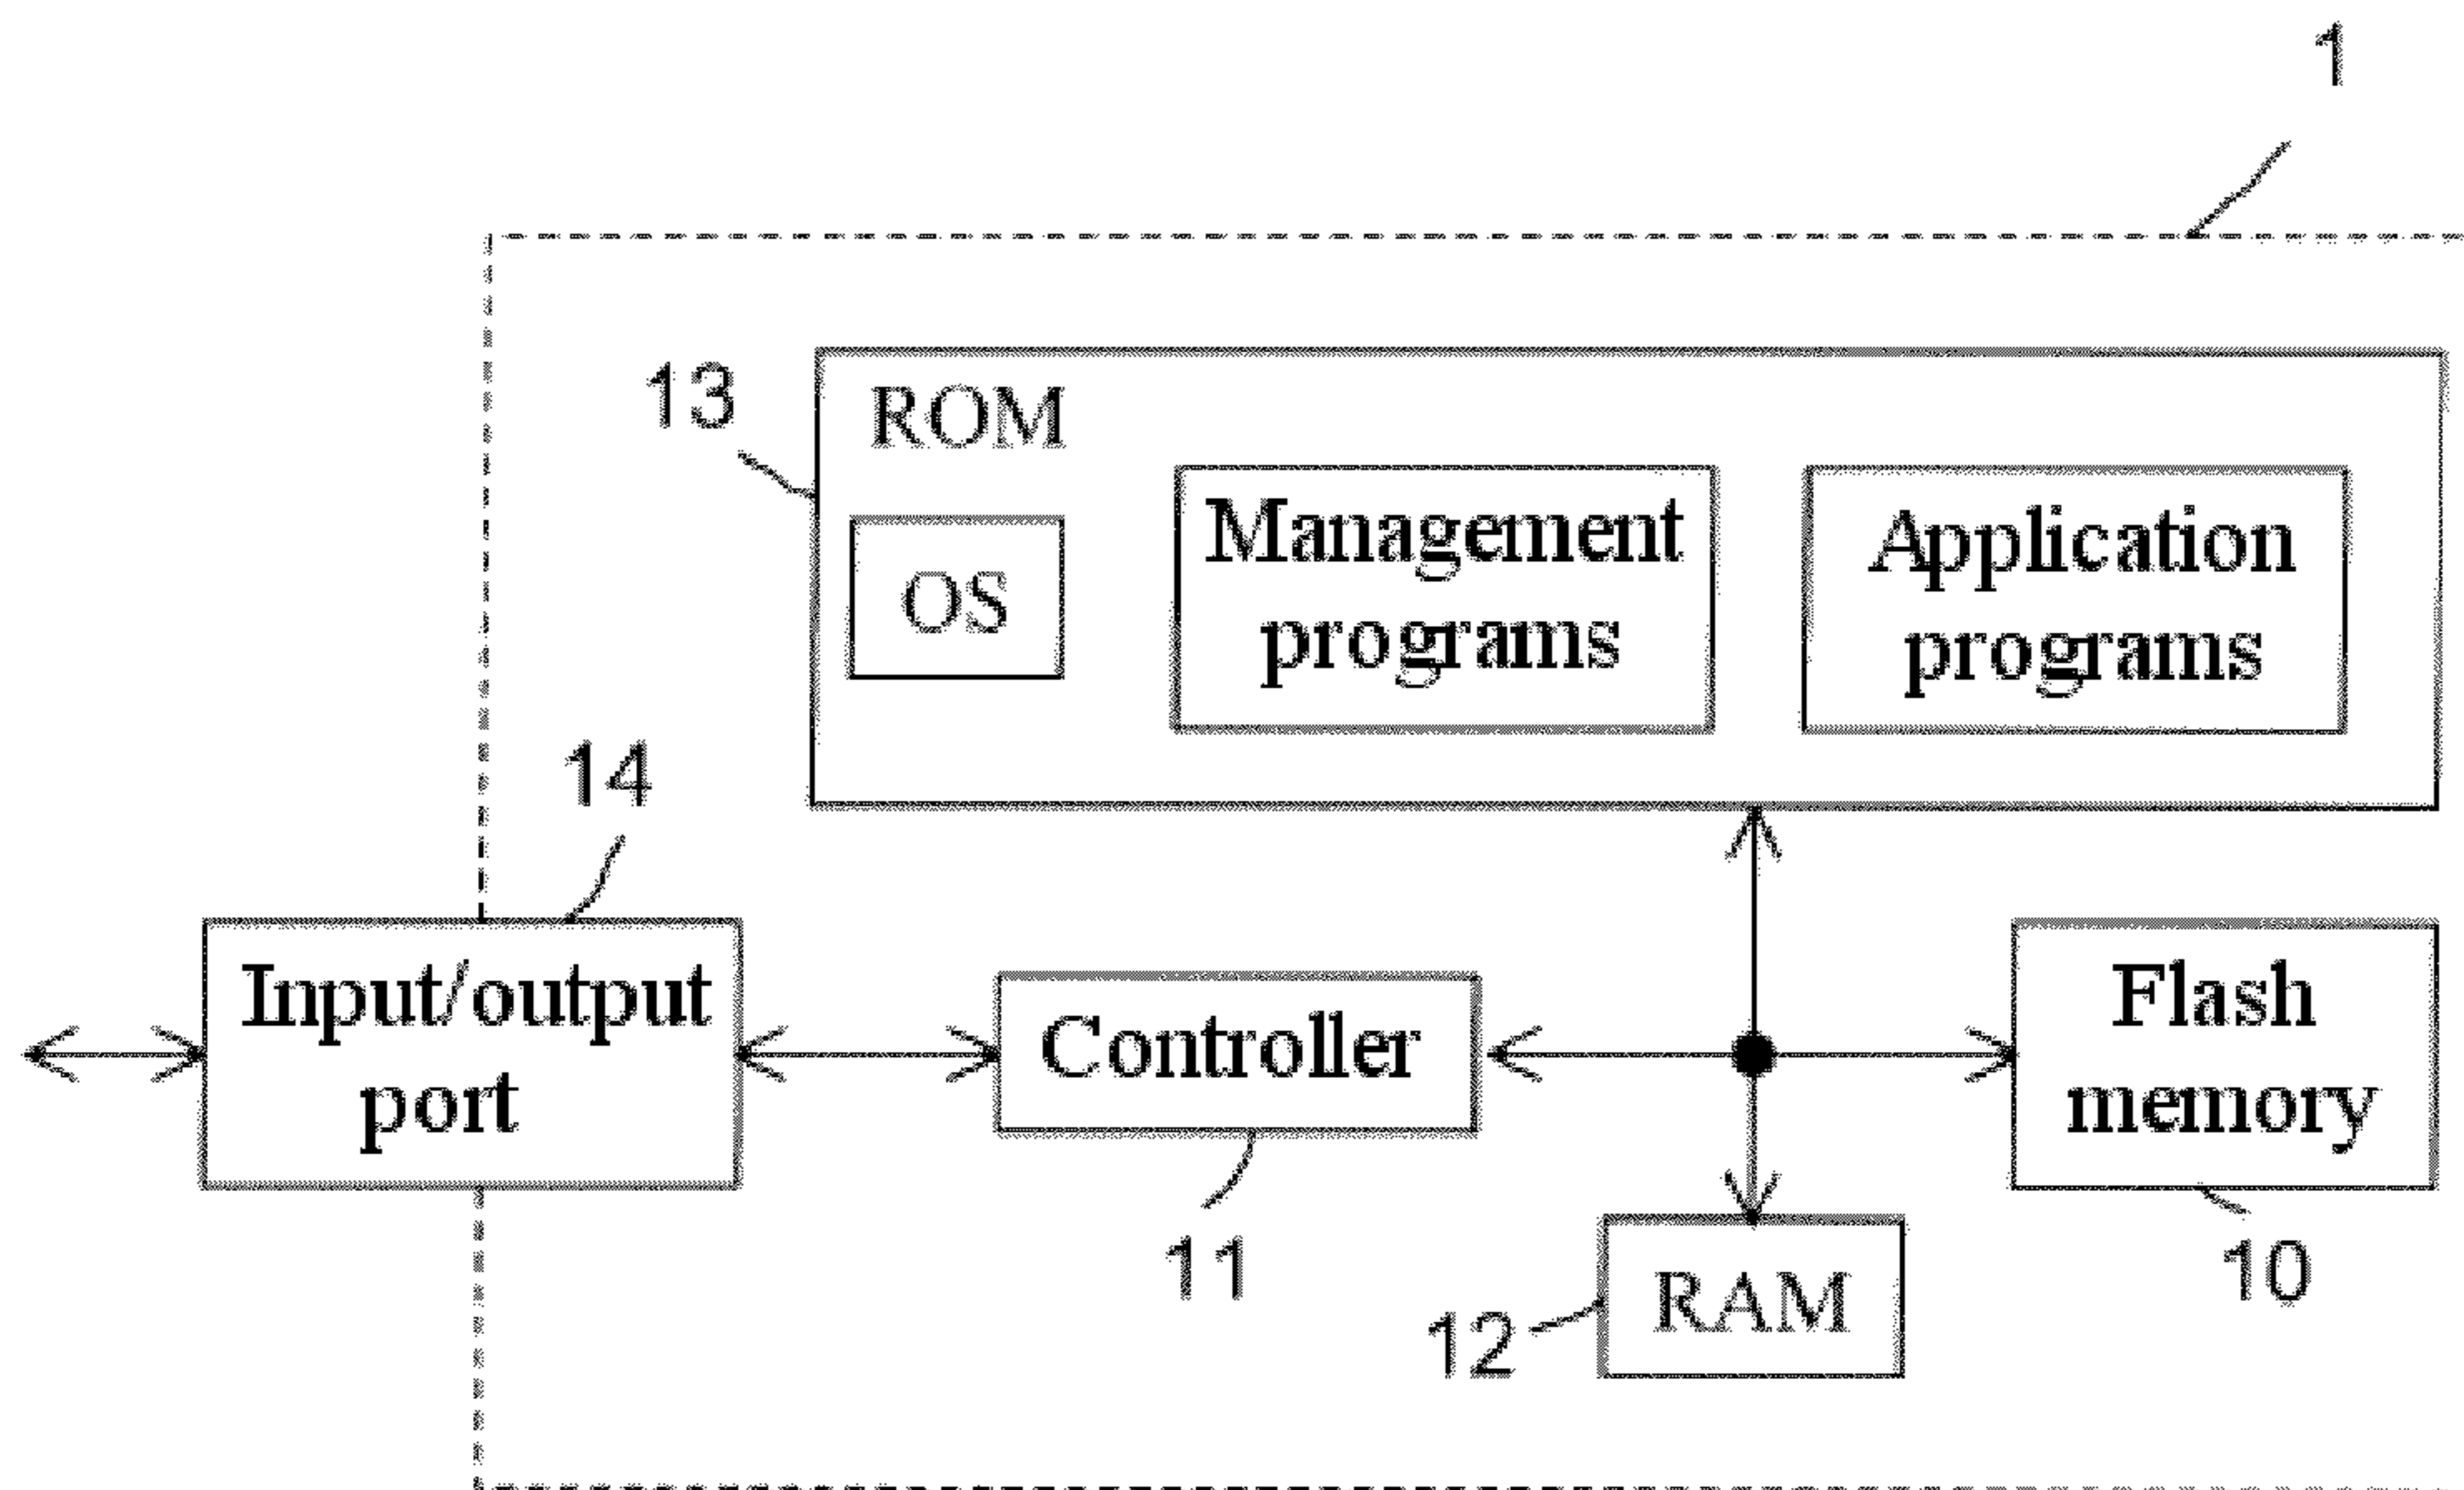 1
13
ROM
OS
Management
programs
Application
programs
14
Input/output
port
Controller
Flash
memory
11
12
RAM
10